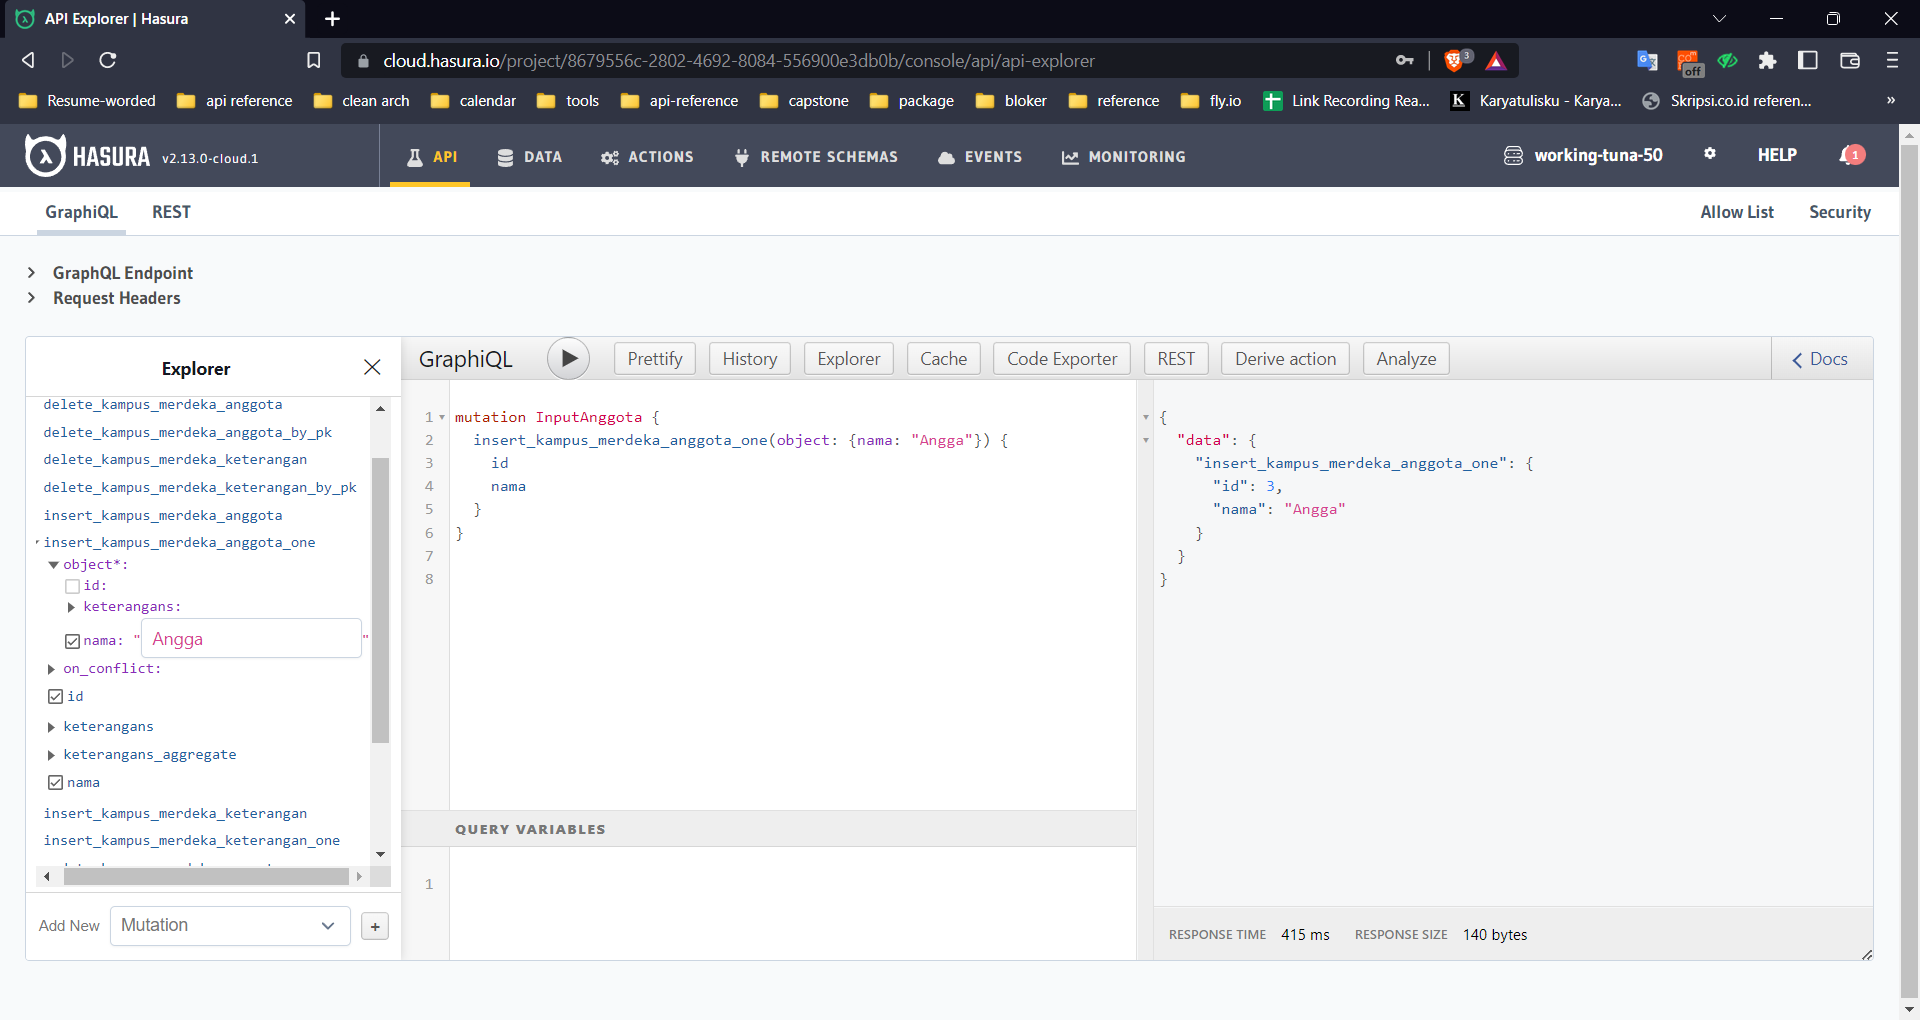 API Explorer | Hasura
cloud.hasura.io/project/8679556c-2802-4692-8084-556900e3db0b/console/api/api-explorer
3
off
Resume-worded
api reference
clean arch
calendar
tools
api-reference
capstone
package
bloker
reference
fly.io
Link Recording Rea...
K
Karyatulisku - Karya...
Skripsi.co.id referen...
»
HASURA v2.13.0-cloud.1
API
DATA
ACTIONS
REMOTE SCHEMAS
EVENTS
MONITORING
working-tuna-50
HELP
1
GraphiQL
REST
Allow List
Security
GraphQL Endpoint
Request Headers
Explorer
delete_kampus_merdeka_anggota
delete_kampus_merdeka_anggota_by_pk
delete_kampus_merdeka_keterangan
delete_kampus_merdeka_keterangan_by_pk
insert_kampus_merdeka_anggota
insert_kampus_merdeka_anggota_one
object*:
id:
keterangans:
nama: "Angga"
on_conflict:
id
keterangans
keterangans_aggregate
nama
insert_kampus_merdeka_keterangan
insert_kampus_merdeka_keterangan_one
Add New
Mutation
+
GraphiQL
Prettify
History
Explorer
Cache
Code Exporter
REST
Derive action
Analyze
Docs
1 mutation InputAnggota {
2 insert_kampus_merdeka_anggota_one(object: {nama: "Angga"}) {
3 id
4 nama
5 }
6 }
7
8
QUERY VARIABLES
1
{
"data": {
"insert_kampus_merdeka_anggota_one": {
"id": 3,
"nama": "Angga"
}
}
}
RESPONSE TIME 415 ms RESPONSE SIZE 140 bytes